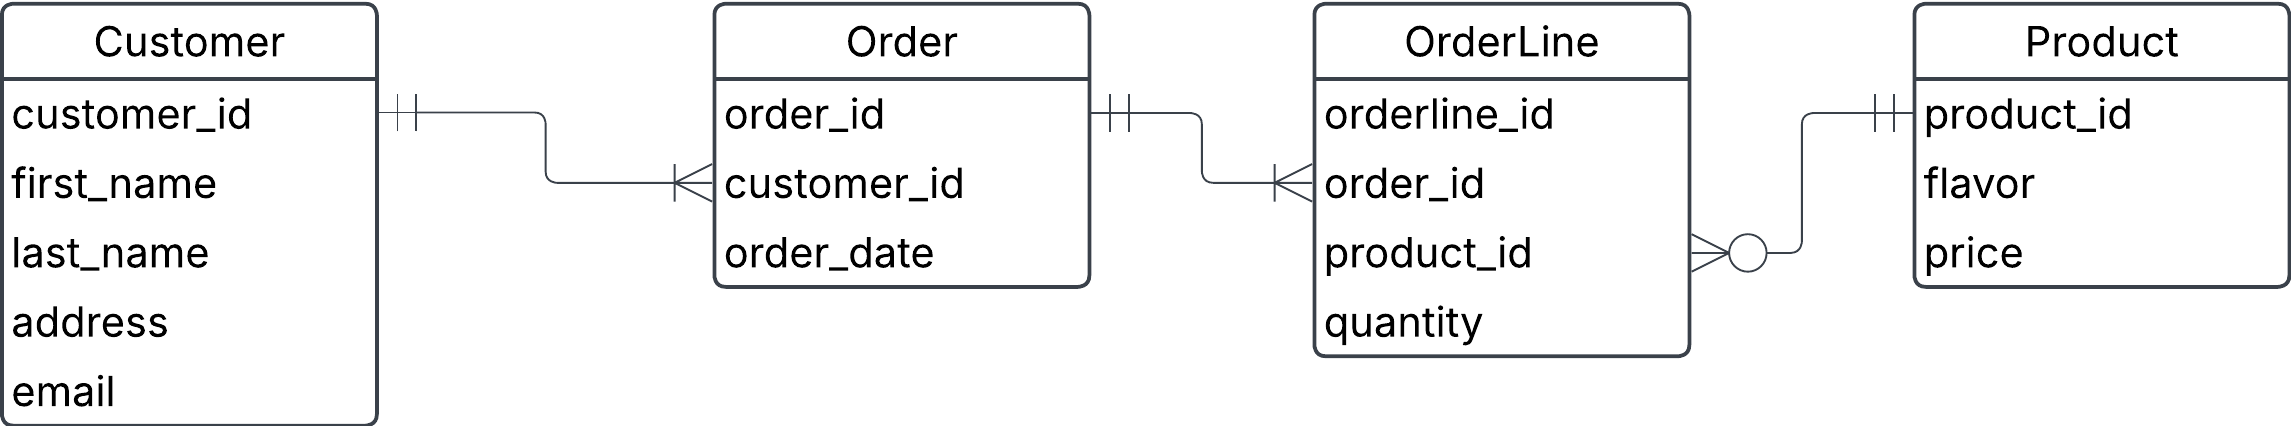 Customer
customer_id
first_name
last_name
address
email
Order
order_id
customer_id
order_date
OrderLine
orderline_id
order_id
product_id
quantity
Product
product_id
flavor
price